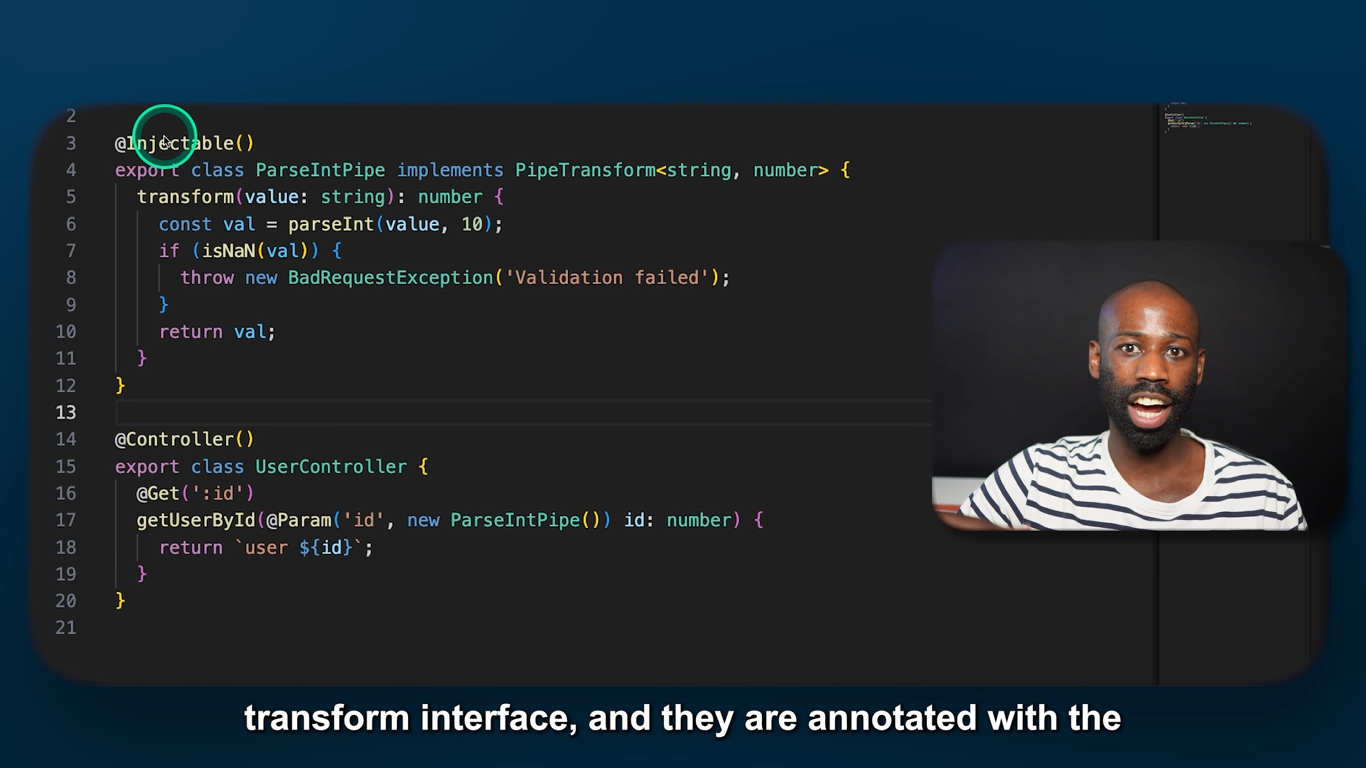 2
3 @Injectable()
4 export class ParseIntPipe implements PipeTransform<string, number> {
5 transform(value: string): number {
6 const val = parseInt(value, 10);
7 if (isNaN(val)) {
8 throw new BadRequestException('Validation failed');
9 }
10 return val;
11 }
12 }
13
14 @Controller()
15 export class UserController {
16 @Get(':id')
17 getUserById(@Param('id', new ParseIntPipe()) id: number) {
18 return `user ${id}`;
19 }
20 }
21
transform interface, and they are annotated with the